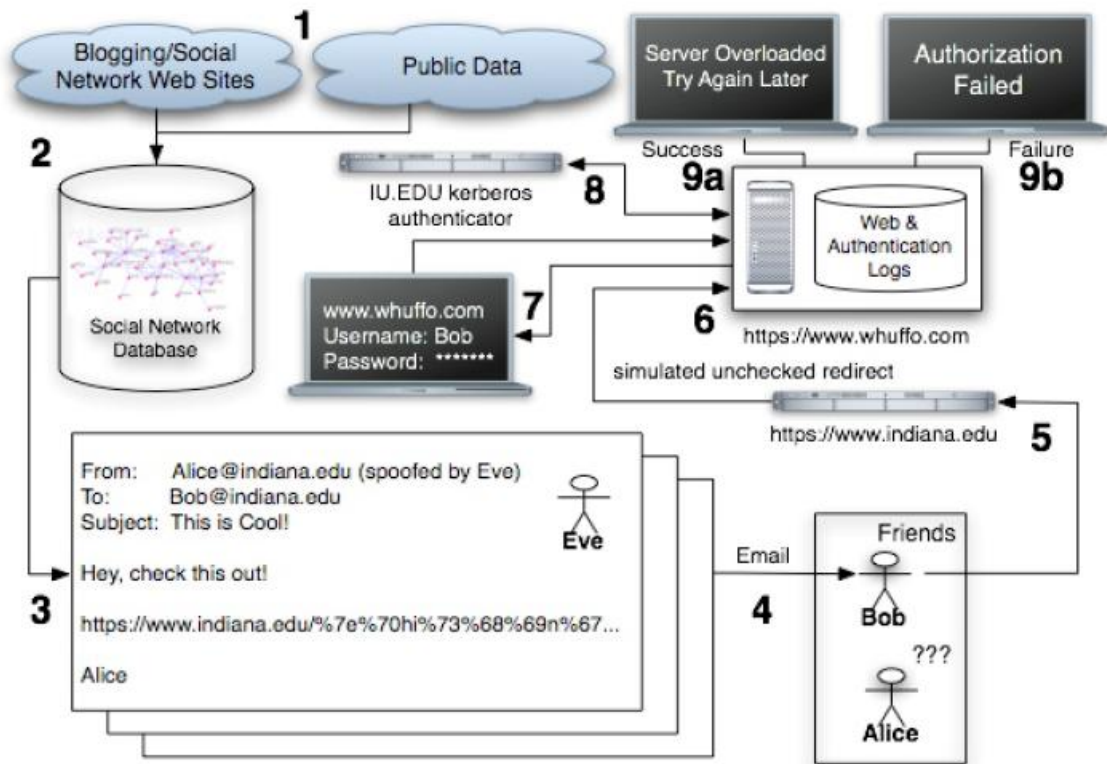 1
Blogging/Social
Network Web Sites
Public Data
Server Overloaded
Try Again Later
Authorization
Failed
2
Success
9a
Failure
9b
IU.EDU kerberos
authenticator
8
Web &
Authentication
Logs
Social Network
Database
www.whuffo.com
Username: Bob
Password: *******
7
6
https://www.whuffo.com
simulated unchecked redirect
https://www.indiana.edu
5
3
From: Alice@indiana.edu (spoofed by Eve)
To: Bob@indiana.edu
Subject: This is Cool!
Eve
Hey, check this out!
https://www.indiana.edu/%7e%70hi%73%68%69n%67...
Alice
Email
4
Friends
Bob
???
Alice